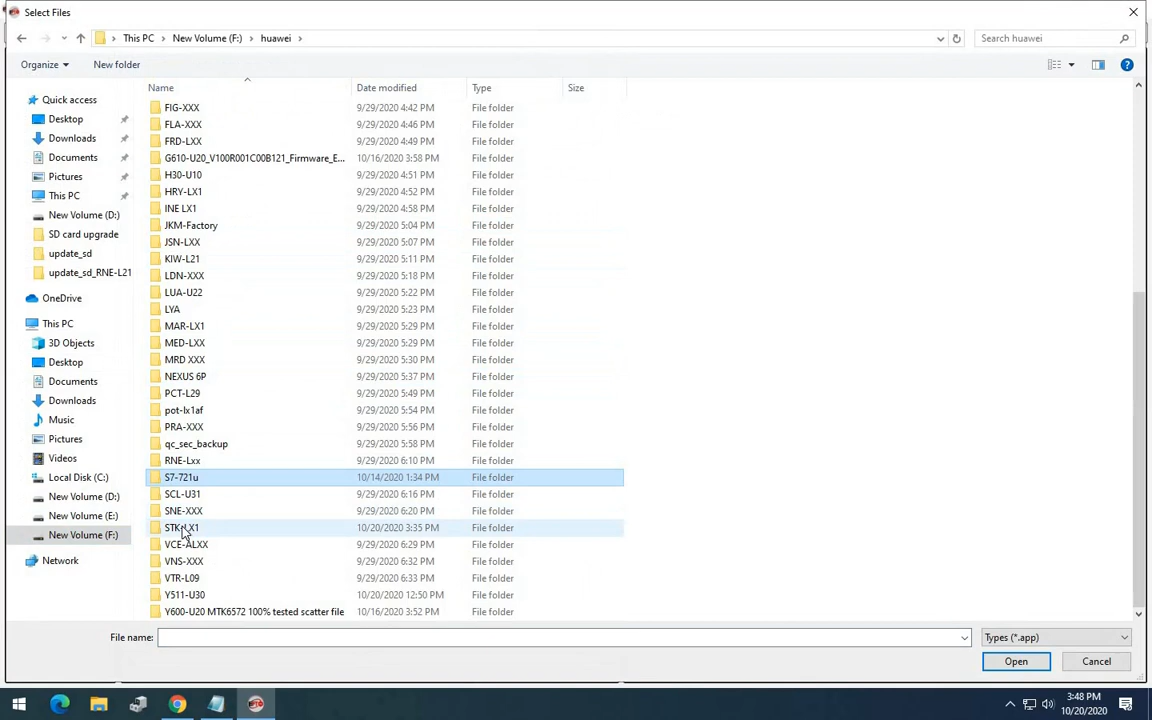 Select Files
This PC > New Volume (F:) > huawei >
Search huawei
Organize
New folder
Name Date modified Type Size
Quick access
Desktop
Downloads
Documents
Pictures
This PC
New Volume (D:)
SD card upgrade
update_sd
update_sd_RNE-L21
OneDrive
This PC
3D Objects
Desktop
Documents
Downloads
Music
Pictures
Videos
Local Disk (C:)
New Volume (D:)
New Volume (E:)
New Volume (F:)
Network
FIG-XXX 9/29/2020 4:42 PM File folder
FLA-XXX 9/29/2020 4:46 PM File folder
FRD-LXX 9/29/2020 4:49 PM File folder
G610-U20_V100R001C00B121_Firmware_E... 10/16/2020 3:58 PM File folder
H30-U10 9/29/2020 4:51 PM File folder
HRY-LX1 9/29/2020 4:52 PM File folder
INE LX1 9/29/2020 4:58 PM File folder
JKM-Factory 9/29/2020 5:04 PM File folder
JSN-LXX 9/29/2020 5:07 PM File folder
KIW-L21 9/29/2020 5:11 PM File folder
LDN-XXX 9/29/2020 5:18 PM File folder
LUA-U22 9/29/2020 5:22 PM File folder
LYA 9/29/2020 5:23 PM File folder
MAR-LX1 9/29/2020 5:29 PM File folder
MED-LXX 9/29/2020 5:29 PM File folder
MRD XXX 9/29/2020 5:30 PM File folder
NEXUS 6P 9/29/2020 5:37 PM File folder
PCT-L29 9/29/2020 5:49 PM File folder
pot-lx1af 9/29/2020 5:54 PM File folder
PRA-XXX 9/29/2020 5:56 PM File folder
qc_sec_backup 9/29/2020 5:58 PM File folder
RNE-Lxx 9/29/2020 6:10 PM File folder
S7-721u 10/14/2020 1:34 PM File folder
SCL-U31 9/29/2020 6:16 PM File folder
SNE-XXX 9/29/2020 6:20 PM File folder
STK-LX1 10/20/2020 3:35 PM File folder
VCE-ALXX 9/29/2020 6:29 PM File folder
VNS-XXX 9/29/2020 6:32 PM File folder
VTR-L09 9/29/2020 6:33 PM File folder
Y511-U30 10/20/2020 12:50 PM File folder
Y600-U20 MTK6572 100% tested scatter file 10/16/2020 3:52 PM File folder
File name:
Types (*.app)
Open
Cancel
3:48 PM
10/20/2020